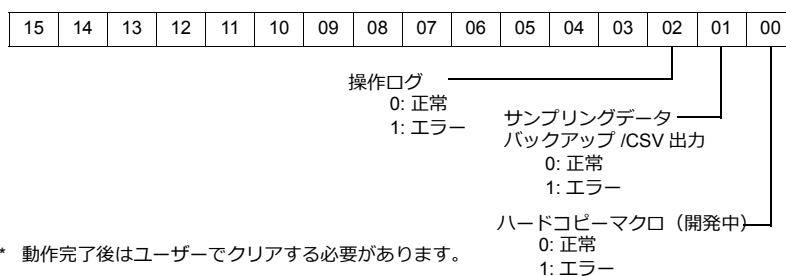 15 14 13 12 11 10 09 08 07 06 05 04 03 02 01 00
操作ログ
0: 正常
1: エラー
サンプリングデータ
バックアップ /CSV 出力
0: 正常
1: エラー
ハードコピーマクロ（開発中）
0: 正常
1: エラー
* 動作完了後はユーザーでクリアする必要があります。